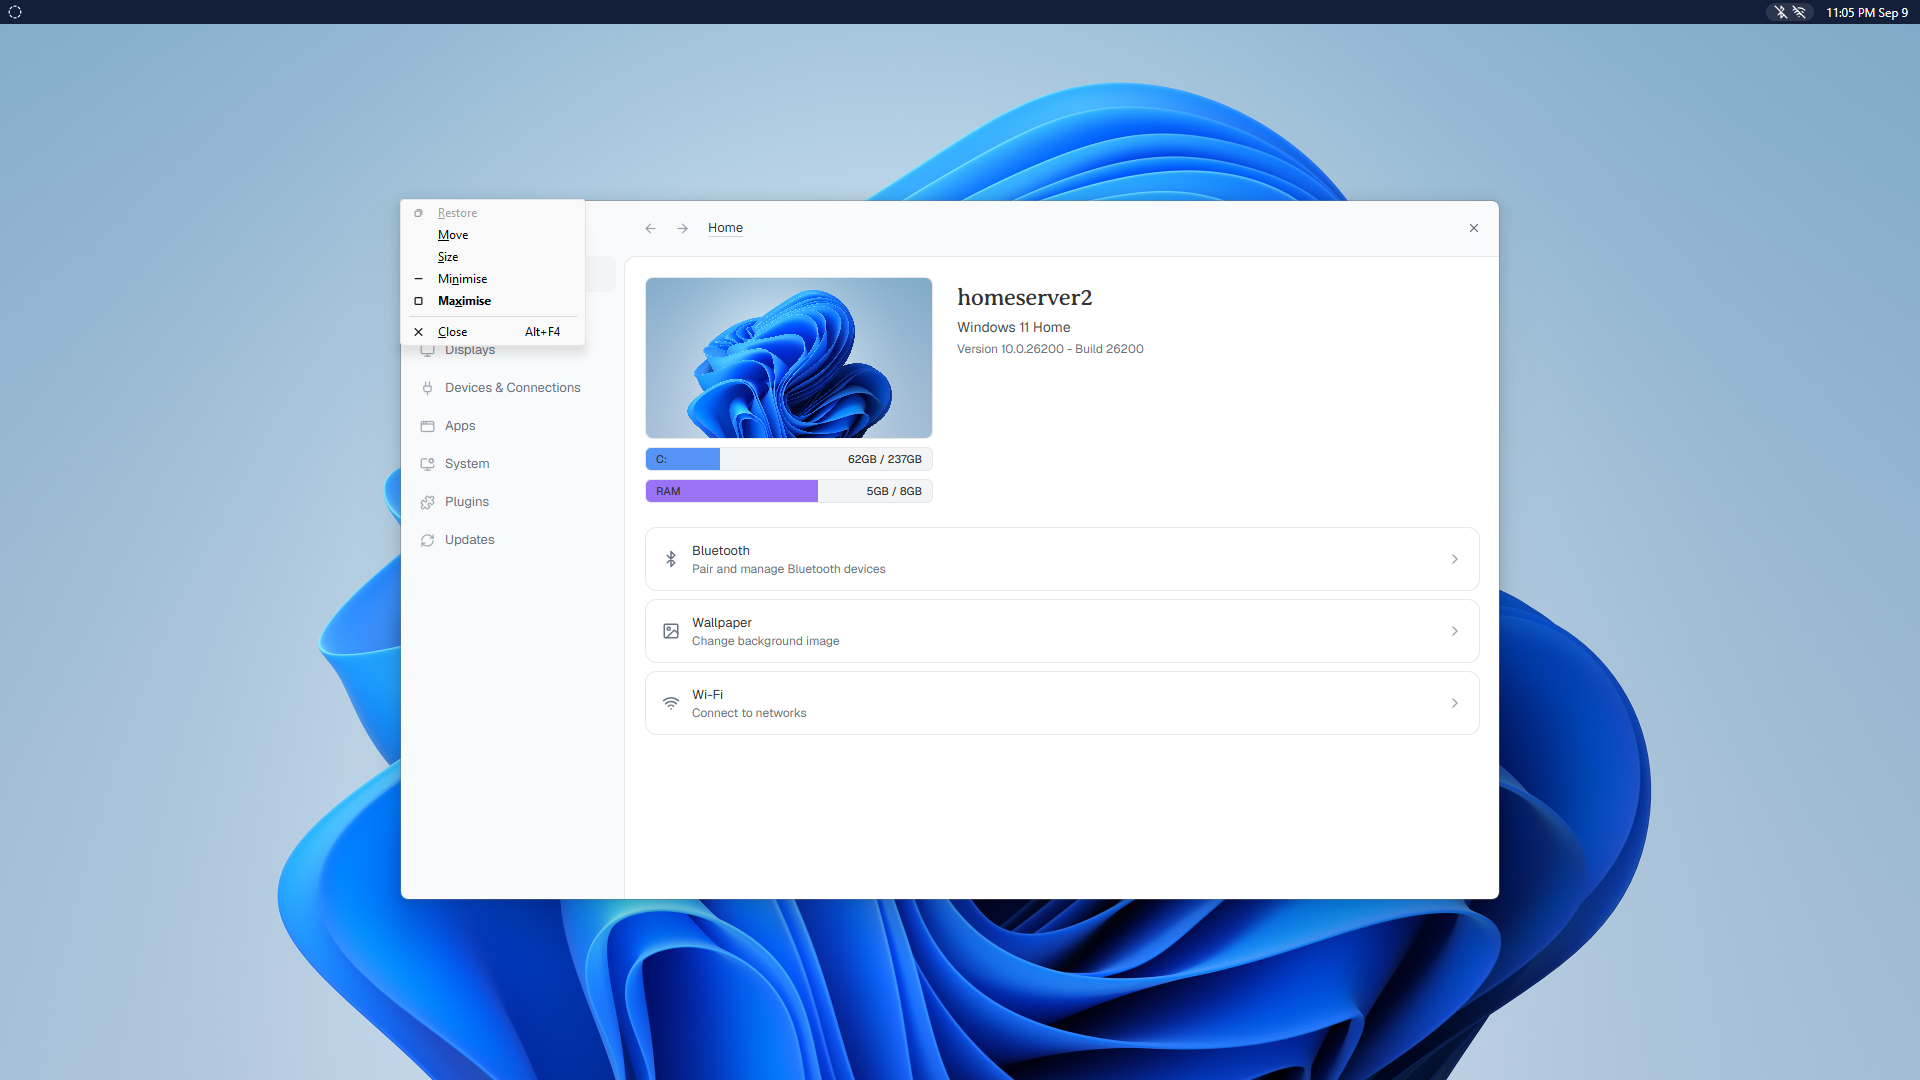 11:05 PM Sep 9
Restore
Move
Size
Minimise
Maximise
Close Alt+F4
Displays
Devices & Connections
Apps
System
Plugins
Updates
Home
homeserver2
Windows 11 Home
Version 10.0.26200 - Build 26200
C: 62GB / 237GB
RAM 5GB / 8GB
Bluetooth
Pair and manage Bluetooth devices
Wallpaper
Change background image
Wi-Fi
Connect to networks